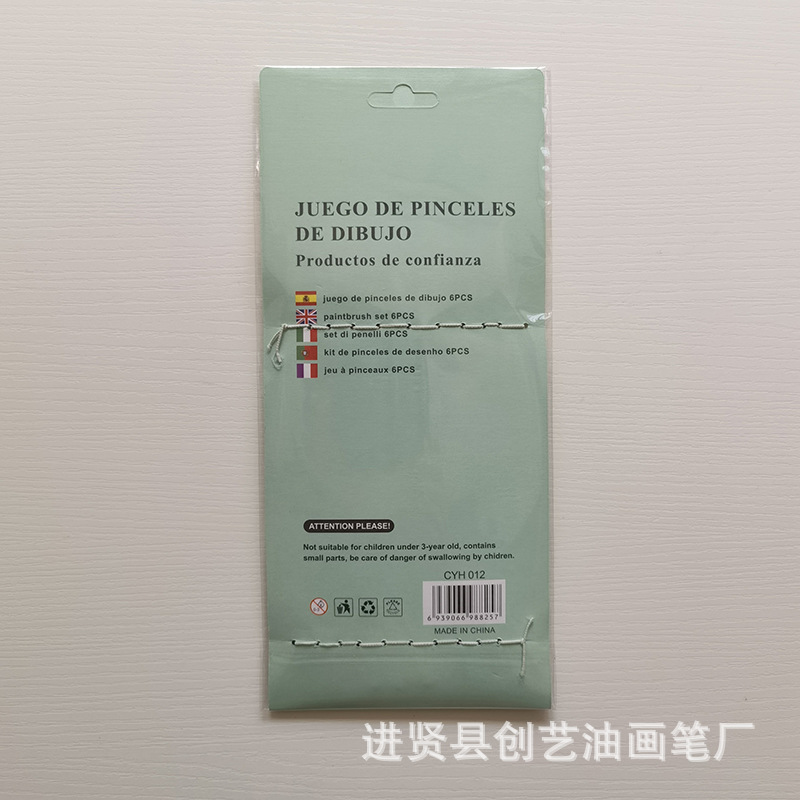 JUEGO DE PINCELES
DE DIBUJO
Productos de confianza
juego de pinceles de dibujo 6PCS
paintbrush set 6PCS
set di penelli 6PCS
kit de pinceles de desenho 6PCS
jeu à pinceaux 6PCS
ATTENTION PLEASE!
Not suitable for children under 3-year old, contains
small parts, be care of danger of swallowing by chidren.
CYH 012
6 939066 988257
MADE IN CHINA
进贤县创艺油画笔厂